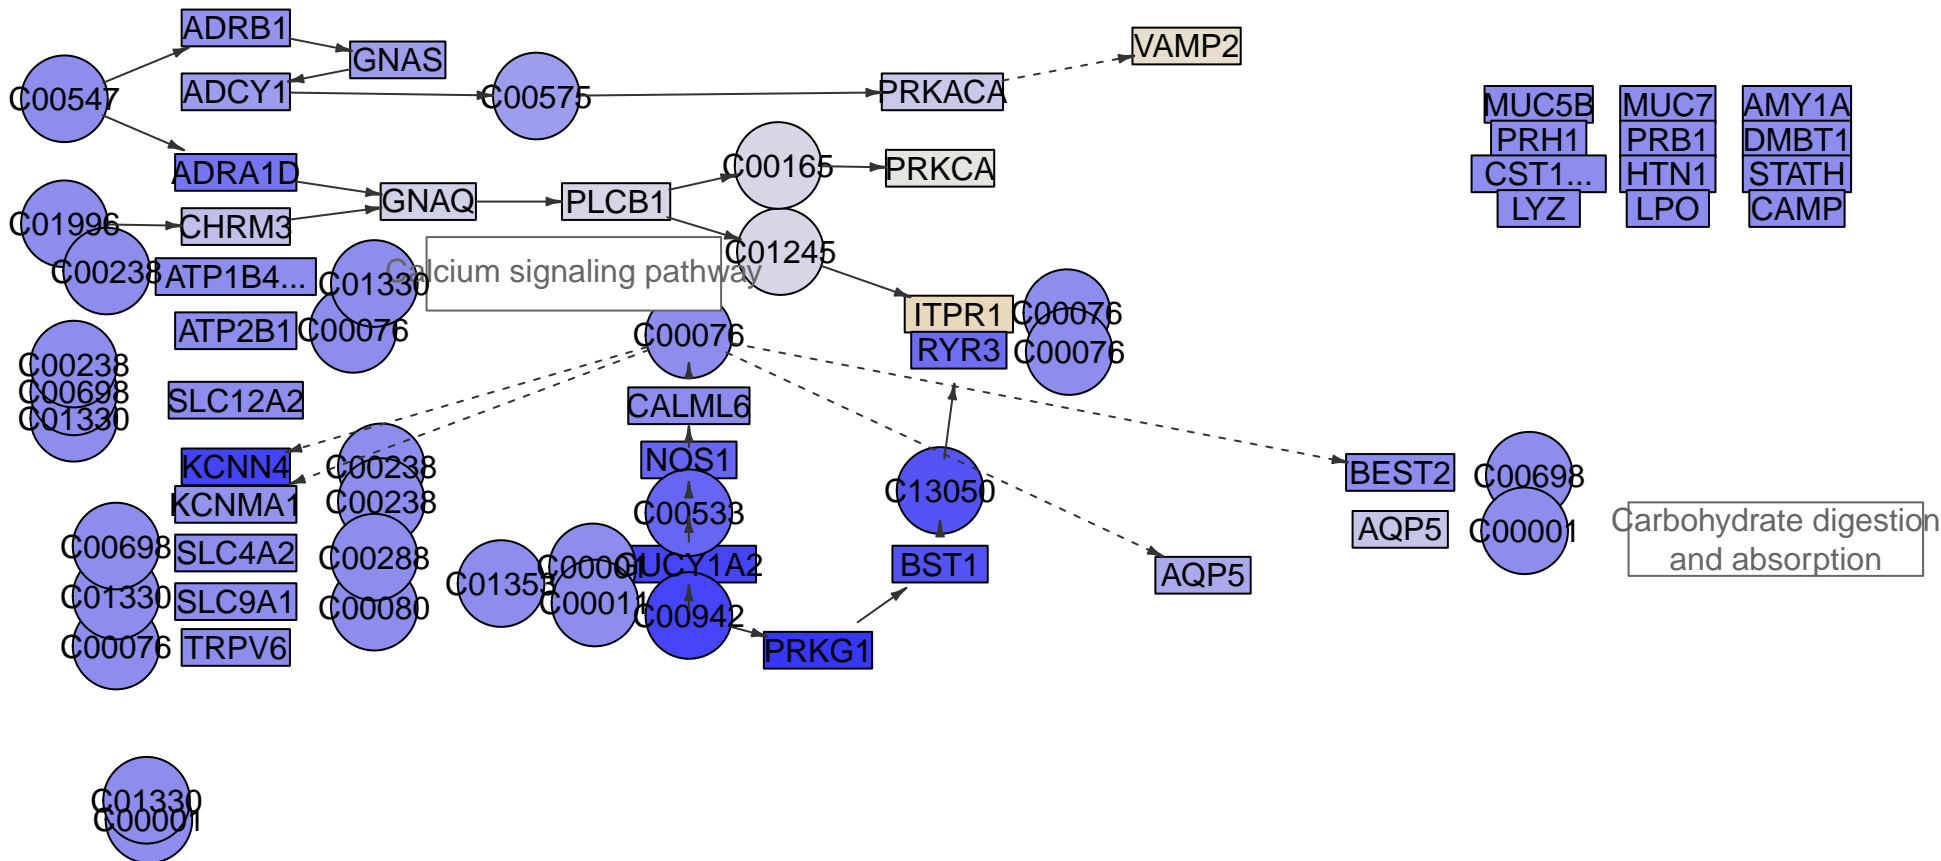 ADRB1
GNAS
VAMP2
C00547
ADCY1
C00575
PRKACA
MUC5B
MUC7
AMY1A
PRH1
PRB1
DMBT1
ADRA1D
C00165
PRKCA
CST1...
HTN1
STATH
GNAQ
PLCB1
LYZ
LPO
CAMP
C01996
CHRM3
C01245
C00238
ATP1B4...
C01330
Calcium signaling pathway
ATP2B1
C00076
C00076
ITPR1
C00076
RYR3
C00076
C00238
C00698
C01330
SLC12A2
CALML6
KCNN4
C00238
NOS1
C13050
BEST2
C00698
KCNMA1
C00238
C00533
AQP5
C00001
Carbohydrate digestion
and absorption
C00698
SLC4A2
C00288
C00001
GUCY1A2
BST1
AQP5
C01330
SLC9A1
C00080
C01353
C00011
C00942
C00076
TRPV6
PRKG1
C01330
C00001